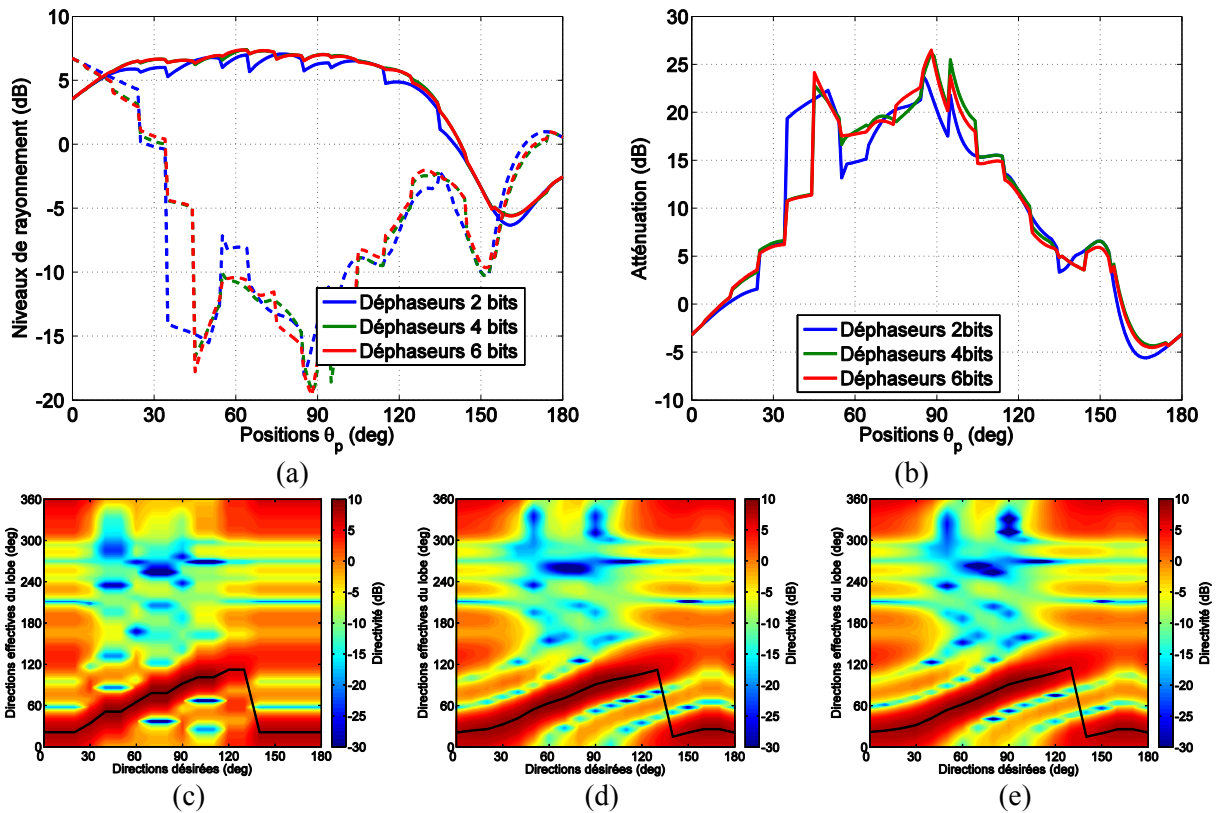 Niveaux de rayonnement (dB)
10
5
0
-5
-10
-15
-20
0 30 60 90 120 150 180
Positions θp (deg)
Déphaseurs 2 bits
Déphaseurs 4 bits
Déphaseurs 6 bits
(a)
Atténuation (dB)
30
25
20
15
10
5
0
-5
-10
0 30 60 90 120 150 180
Positions θp (deg)
Déphaseurs 2bits
Déphaseurs 4bits
Déphaseurs 6bits
(b)
Directions effectives du lobe (deg)
360
300
240
180
120
60
0
0 30 60 90 120 150 180
Directions désirées (deg)
10
5
0
-5
-10
-15
-20
-25
-30
Directivité (dB)
(c)
Directions effectives du lobe (deg)
360
300
240
180
120
60
0
0 30 60 90 120 150 180
Directions désirées (deg)
10
5
0
-5
-10
-15
-20
-25
-30
Directivité (dB)
(d)
Directions effectives du lobe (deg)
360
300
240
180
120
60
0
0 30 60 90 120 150 180
Directions désirées (deg)
10
5
0
-5
-10
-15
-20
-25
-30
Directivité (dB)
(e)